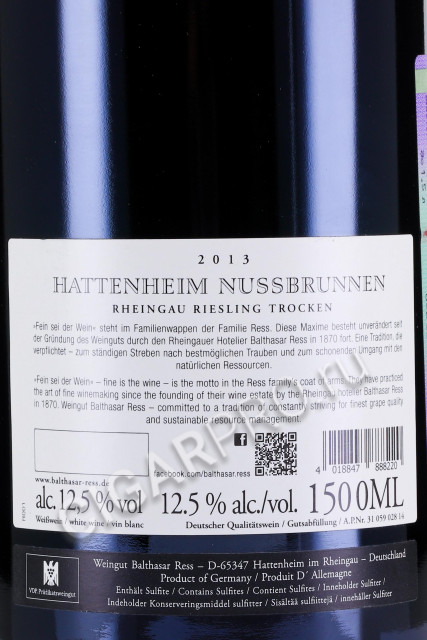 2013
HATTENHEIM NUSSBRUNNEN
RHEINGAU RIESLING TROCKEN
»Fein sei der Wein« steht im Familienwappen der Familie Ress. Diese Maxime besteht unverändert seit
der Gründung des Weinguts durch den Rheingauer Hotelier Balthasar Ress in 1870 fort. Eine Tradition, die
verpflichtet – zum ständigen Streben nach bestmöglichen Trauben und zum schonenden Umgang mit den
natürlichen Ressourcen.
»Fein sei der Wein« – fine is the wine – is the motto in the Ress family's coat of arms. They have practiced
the art of fine winemaking since the founding of their wine estate by the Rheingau hotelier Balthasar Ress
in 1870. Weingut Balthasar Ress – committed to a tradition of constantly striving for finest grape quality
and sustainable resource management.
www.balthasar-ress.de
facebook.com/balthasar.ress
4 018847 888220
alc. 12,5 % vol 12.5 % alc./vol. 1500ML
Weißwein / white wine / vin blanc
Deutscher Qualitätswein / Gutsabfüllung / A.P.Nr. 31 059 028 14
Weingut Balthasar Ress – D-65347 Hattenheim im Rheingau – Deutschland
Product of Germany / Produit D´ Allemagne
Enthält Sulfite / Contains Sulfites / Contient Sulfites / Inneholder Sulfiter /
Indeholder Konserveringsmiddel sulfitter / Sisältää sulfiittejä / innehåller Sulfiter
VDP. Prädikatsweingut
CIGARPRO.ru